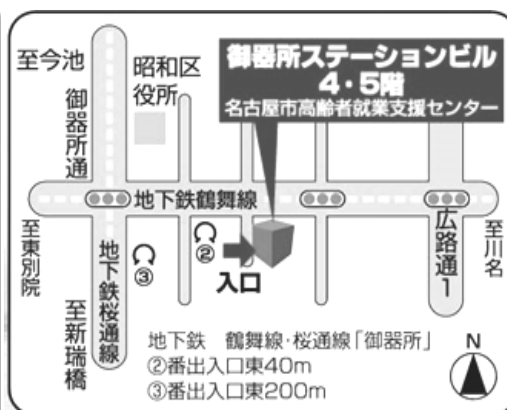 御器所ステーションビル
4・5階
名古屋市高齢者就業支援センター
至今池
昭和区
役所
御器所通
地下鉄鶴舞線
至東別院
地下鉄桜通線
至新瑞橋
②
③
入口
広路通1
至川名
地下鉄 鶴舞線・桜通線「御器所」
②番出入口東40m
③番出入口東200m
N